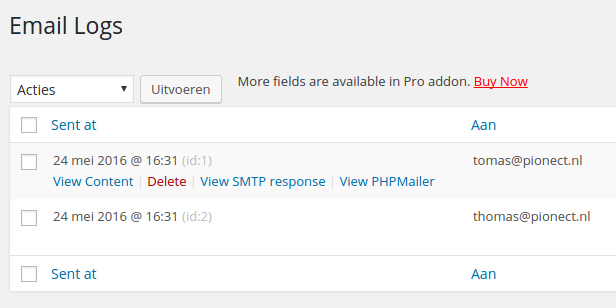 Email Logs
Acties Uitvoeren More fields are available in Pro addon. Buy Now
Sent at Aan
24 mei 2016 @ 16:31 (id:1) tomas@pionect.nl
View Content | Delete | View SMTP response | View PHPMailer
24 mei 2016 @ 16:31 (id:2) thomas@pionect.nl
Sent at Aan